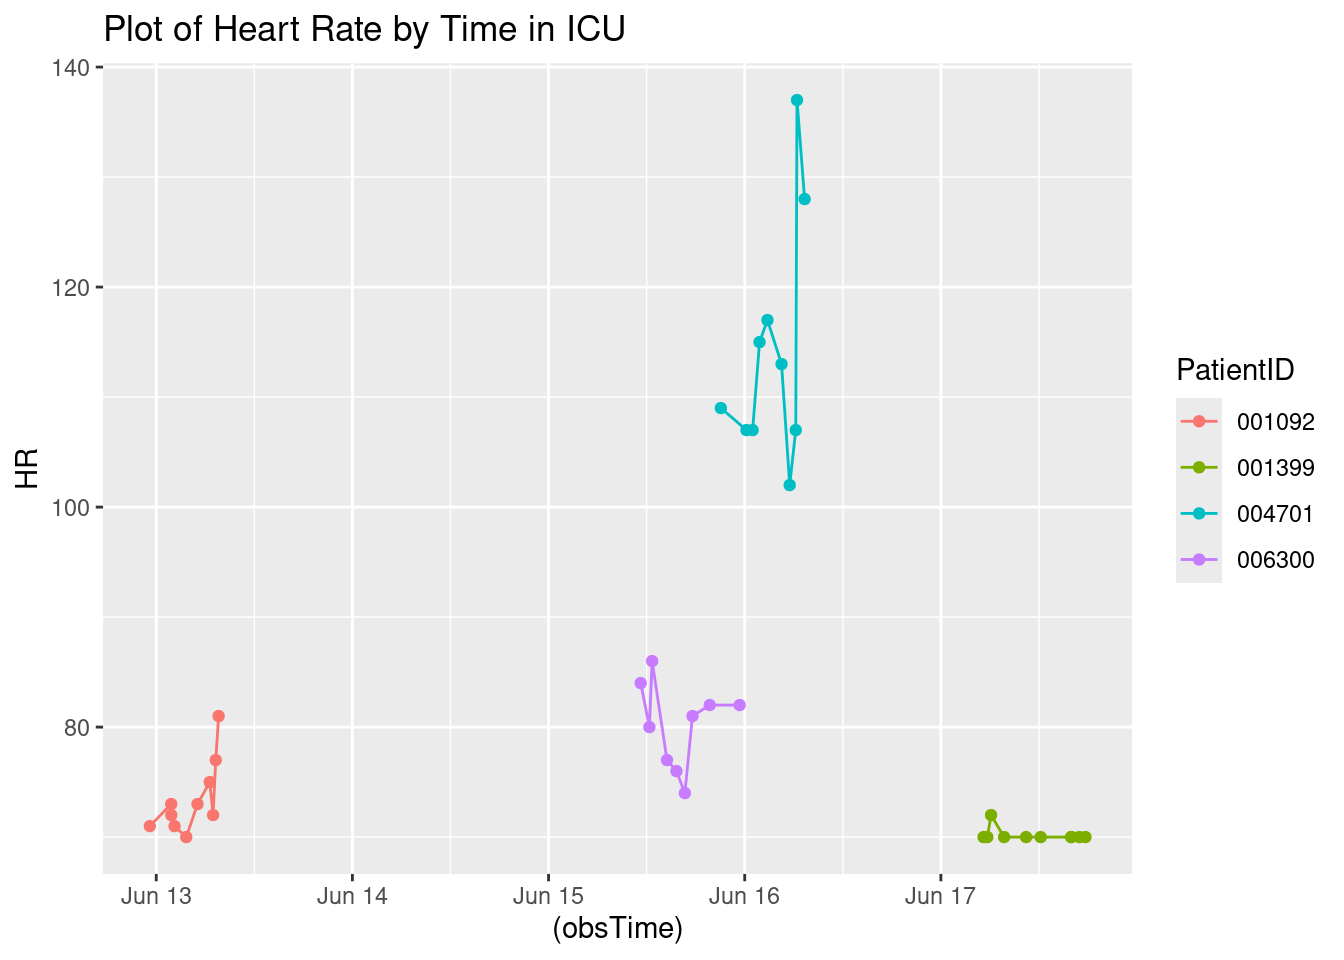 Plot of Heart Rate by Time in ICU
140
120
100
80
HR
Jun 13 Jun 14 Jun 15 Jun 16 Jun 17
(obsTime)
PatientID
001092
001399
004701
006300